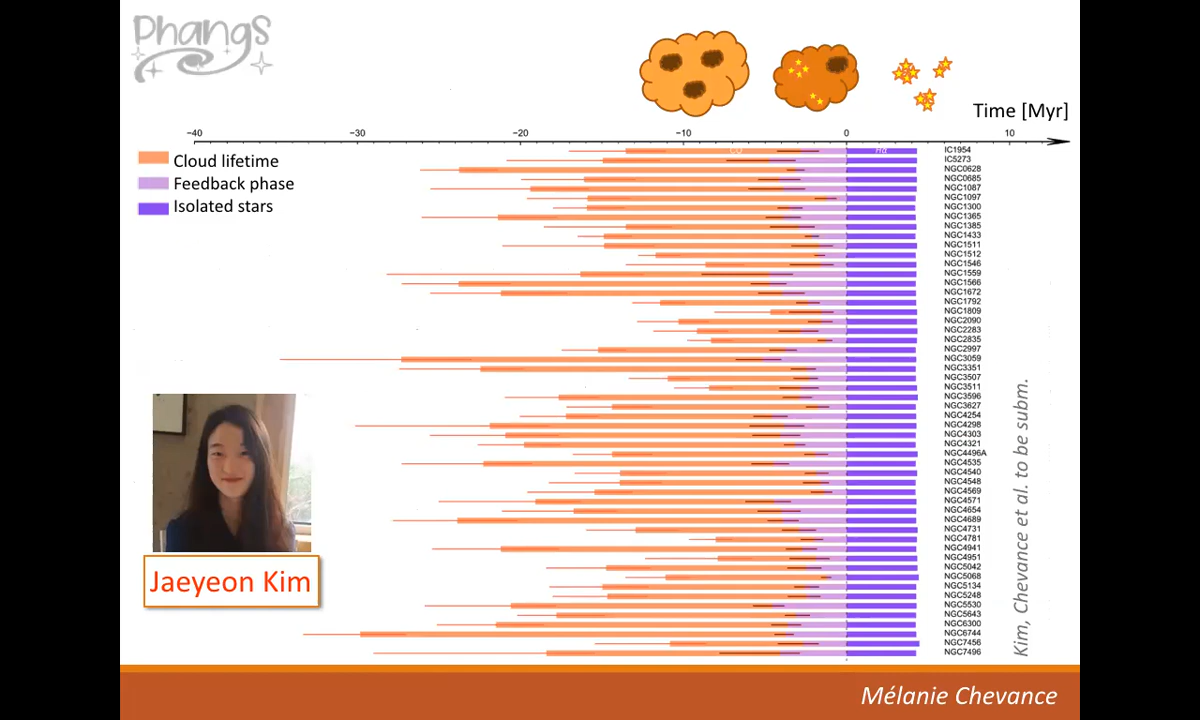 Phangs
Time [Myr]
−40 −30 −20 −10 0 10
Cloud lifetime
Feedback phase
Isolated stars
CO Hα
IC1954
IC5273
NGC0628
NGC0685
NGC1087
NGC1097
NGC1300
NGC1365
NGC1385
NGC1433
NGC1511
NGC1512
NGC1546
NGC1559
NGC1566
NGC1672
NGC1792
NGC1809
NGC2090
NGC2283
NGC2835
NGC2997
NGC3059
NGC3351
NGC3507
NGC3511
NGC3596
NGC3627
NGC4254
NGC4298
NGC4303
NGC4321
NGC4496A
NGC4535
NGC4540
NGC4548
NGC4569
NGC4571
NGC4654
NGC4689
NGC4731
NGC4781
NGC4941
NGC4951
NGC5042
NGC5068
NGC5134
NGC5248
NGC5530
NGC5643
NGC6300
NGC6744
NGC7456
NGC7496
Kim, Chevance et al. to be subm.
Jaeyeon Kim
Mélanie Chevance